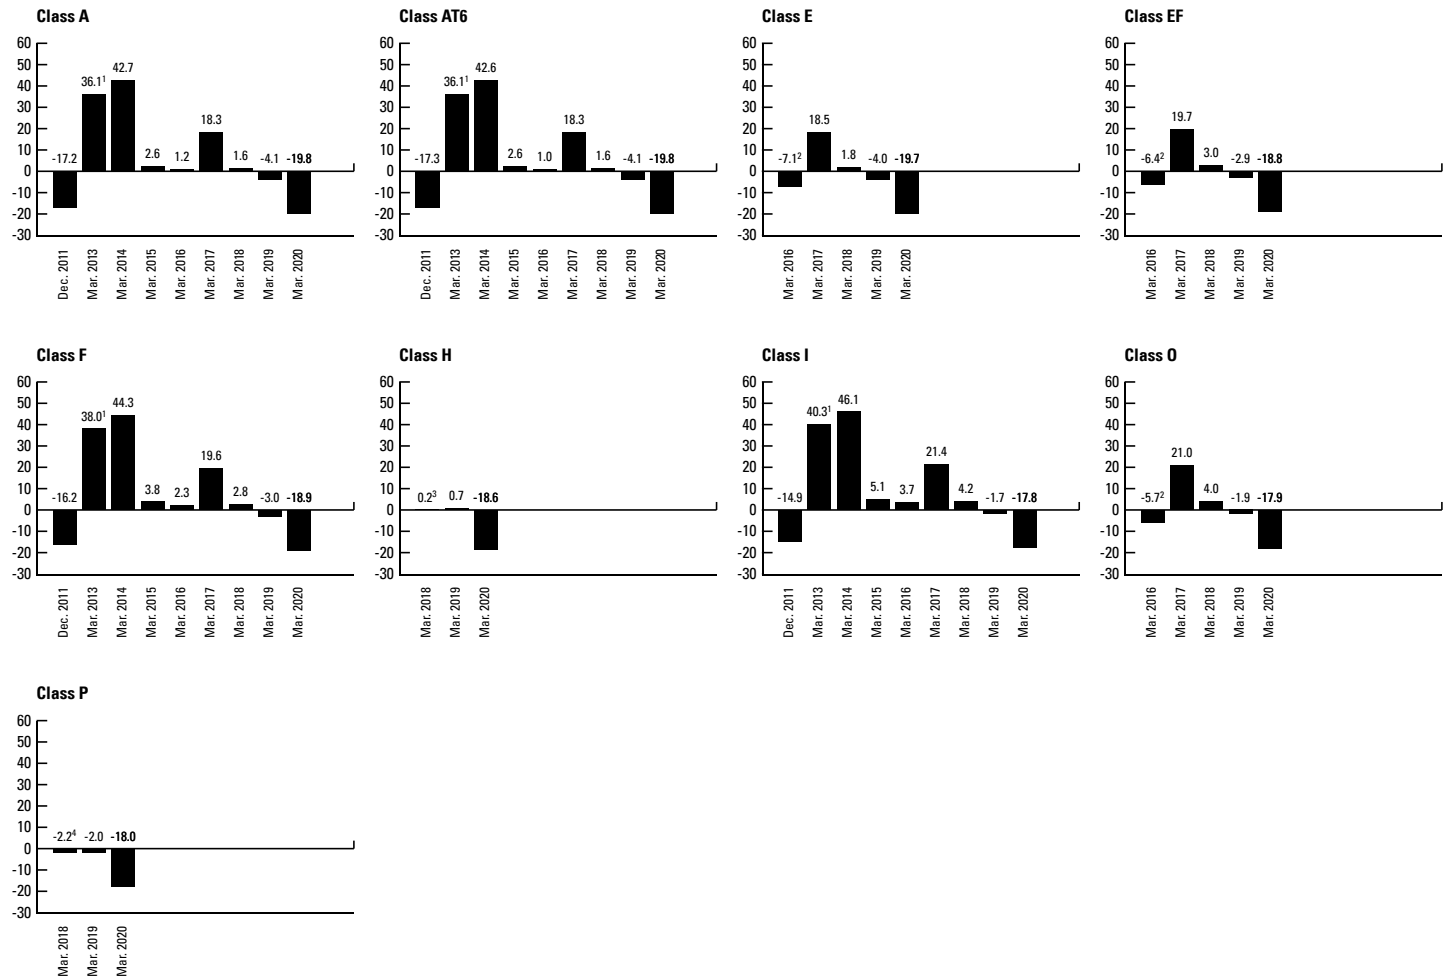 Class A
60
50
40
30
20
10
0
-10
-20
-30
-17.2
36.1¹
42.7
2.6
1.2
18.3
1.6
-4.1
-19.8
Dec. 2011
Mar. 2013
Mar. 2014
Mar. 2015
Mar. 2016
Mar. 2017
Mar. 2018
Mar. 2019
Mar. 2020
Class AT6
60
50
40
30
20
10
0
-10
-20
-30
-17.3
36.1¹
42.6
2.6
1.0
18.3
1.6
-4.1
-19.8
Dec. 2011
Mar. 2013
Mar. 2014
Mar. 2015
Mar. 2016
Mar. 2017
Mar. 2018
Mar. 2019
Mar. 2020
Class E
60
50
40
30
20
10
0
-10
-20
-30
-7.1²
18.5
1.8
-4.0
-19.7
Mar. 2016
Mar. 2017
Mar. 2018
Mar. 2019
Mar. 2020
Class EF
60
50
40
30
20
10
0
-10
-20
-30
-6.4²
19.7
3.0
-2.9
-18.8
Mar. 2016
Mar. 2017
Mar. 2018
Mar. 2019
Mar. 2020
Class F
60
50
40
30
20
10
0
-10
-20
-30
-16.2
38.0¹
44.3
3.8
2.3
19.6
2.8
-3.0
-18.9
Dec. 2011
Mar. 2013
Mar. 2014
Mar. 2015
Mar. 2016
Mar. 2017
Mar. 2018
Mar. 2019
Mar. 2020
Class H
60
50
40
30
20
10
0
-10
-20
-30
0.2³
0.7
-18.6
Mar. 2018
Mar. 2019
Mar. 2020
Class I
60
50
40
30
20
10
0
-10
-20
-30
-14.9
40.3¹
46.1
5.1
3.7
21.4
4.2
-1.7
-17.8
Dec. 2011
Mar. 2013
Mar. 2014
Mar. 2015
Mar. 2016
Mar. 2017
Mar. 2018
Mar. 2019
Mar. 2020
Class O
60
50
40
30
20
10
0
-10
-20
-30
-5.7²
21.0
4.0
-1.9
-17.9
Mar. 2016
Mar. 2017
Mar. 2018
Mar. 2019
Mar. 2020
Class P
60
50
40
30
20
10
0
-10
-20
-30
-2.2⁴
-2.0
-18.0
Mar. 2018
Mar. 2019
Mar. 2020